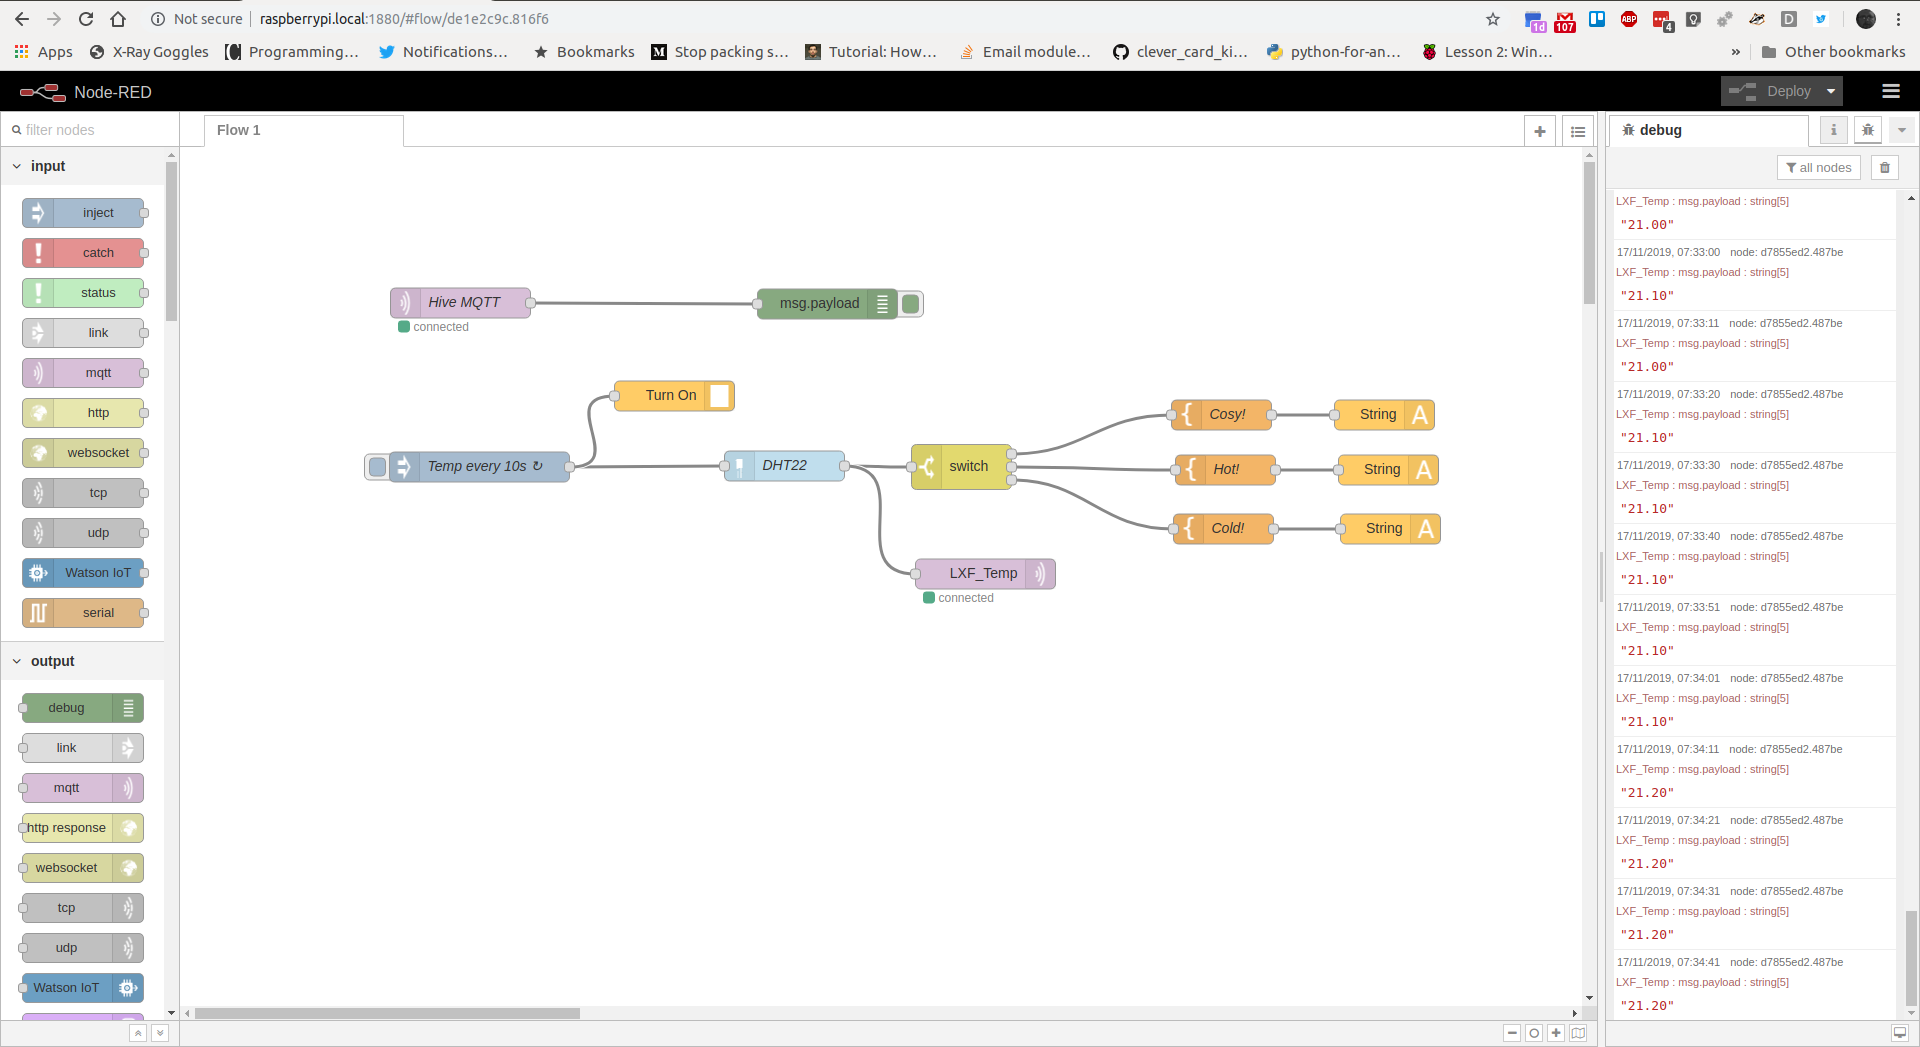 Not secure
raspberrypi.local:1880/#flow/de1e2c9c.816f6
1d
107
ABP
4
D
Apps
X-Ray Goggles
Programming…
Notifications…
Bookmarks
M
Stop packing s…
Tutorial: How…
Email module…
clever_card_ki…
python-for-an…
Lesson 2: Win…
»
Other bookmarks
Node-RED
Deploy
filter nodes
input
inject
catch
status
link
mqtt
http
websocket
tcp
udp
Watson IoT
serial
output
debug
link
mqtt
http response
websocket
tcp
udp
Watson IoT
Flow 1
Hive MQTT
connected
msg.payload
Turn On
Temp every 10s ↻
DHT22
switch
Cosy!
String
A
Hot!
String
A
Cold!
String
A
LXF_Temp
connected
debug
i
all nodes
LXF_Temp : msg.payload : string[5]
"21.00"
17/11/2019, 07:33:00 node: d7855ed2.487be
LXF_Temp : msg.payload : string[5]
"21.10"
17/11/2019, 07:33:11 node: d7855ed2.487be
LXF_Temp : msg.payload : string[5]
"21.00"
17/11/2019, 07:33:20 node: d7855ed2.487be
LXF_Temp : msg.payload : string[5]
"21.10"
17/11/2019, 07:33:30 node: d7855ed2.487be
LXF_Temp : msg.payload : string[5]
"21.10"
17/11/2019, 07:33:40 node: d7855ed2.487be
LXF_Temp : msg.payload : string[5]
"21.10"
17/11/2019, 07:33:51 node: d7855ed2.487be
LXF_Temp : msg.payload : string[5]
"21.10"
17/11/2019, 07:34:01 node: d7855ed2.487be
LXF_Temp : msg.payload : string[5]
"21.10"
17/11/2019, 07:34:11 node: d7855ed2.487be
LXF_Temp : msg.payload : string[5]
"21.20"
17/11/2019, 07:34:21 node: d7855ed2.487be
LXF_Temp : msg.payload : string[5]
"21.20"
17/11/2019, 07:34:31 node: d7855ed2.487be
LXF_Temp : msg.payload : string[5]
"21.20"
17/11/2019, 07:34:41 node: d7855ed2.487be
LXF_Temp : msg.payload : string[5]
"21.20"